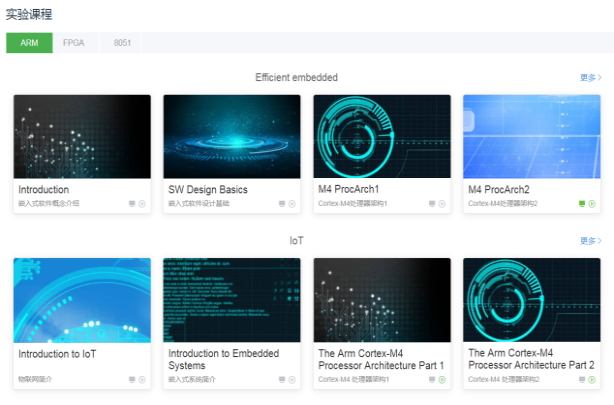 实验课程
ARM FPGA 8051
Efficient embedded 更多
Introduction
嵌入式软件概念介绍
SW Design Basics
嵌入式软件设计基础
M4 ProcArch1
Cortex-M4处理器架构1
M4 ProcArch2
Cortex-M4处理器架构2
IoT 更多
Introduction to IoT
物联网简介
Introduction to Embedded
Systems
嵌入式系统简介
The Arm Cortex-M4
Processor Architecture Part 1
Cortex-M4 处理器架构1
The Arm Cortex-M4
Processor Architecture Part 2
Cortex-M4 处理器架构2